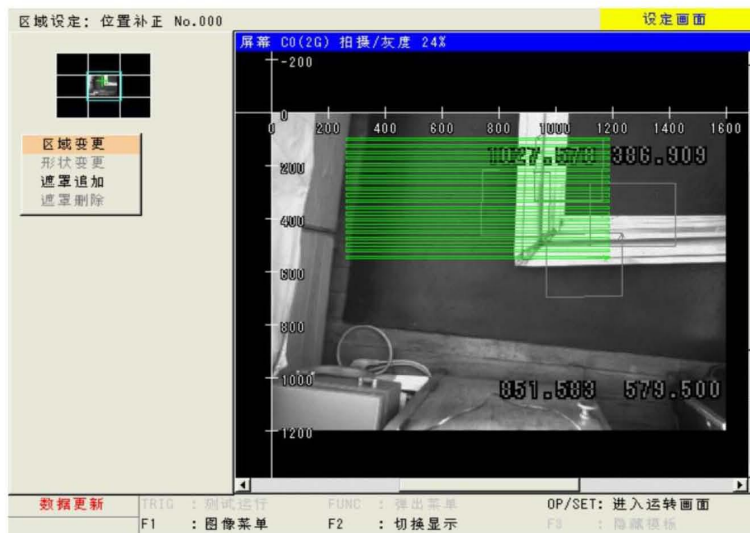 区域设定: 位置补正 No.000
设定画面
屏幕 C0(2G) 拍摄/灰度 24%
-200
0
0 200 400 600 800 1000 1200 1400 1600
1027.578 386.909
200
400
600
800
1000
851.583 579.500
1200
区域变更
形状变更
遮罩追加
遮罩删除
数据更新 TRIG : 测试运行 FUNC : 弹出菜单 OP/SET: 进入运转画面
F1 : 图像菜单 F2 : 切换显示 F3 : 隐藏模板